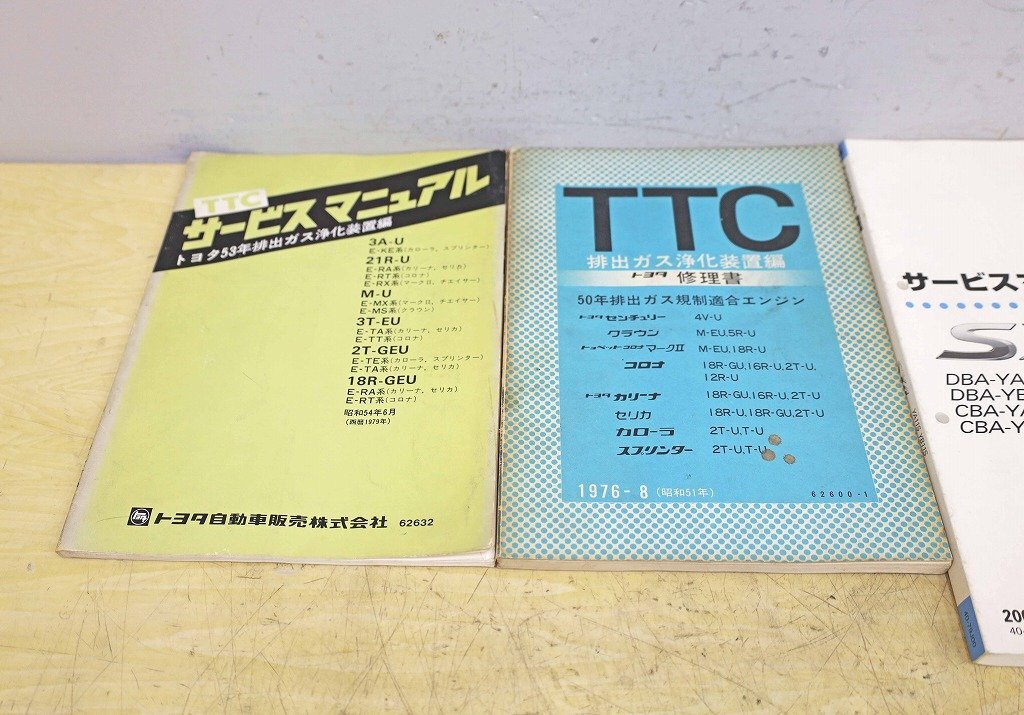 TTC
サービスマニュアル
トヨタ53年排出ガス浄化装置編
3A-U
E-KE系(カローラ, スプリンター)
21R-U
E-RA系(カリーナ, セリカ)
E-RT系(コロナ)
E-RX系(マークII, チェイサー)
M-U
E-MX系(マークII, チェイサー)
E-MS系(クラウン)
3T-EU
E-TA系(カリーナ, セリカ)
E-TT系(コロナ)
2T-GEU
E-TE系(カローラ, スプリンター)
E-TA系(カリーナ, セリカ)
18R-GEU
E-RA系(カリーナ, セリカ)
E-RT系(コロナ)
昭和54年6月
(西暦1979年)
トヨタ自動車販売株式会社 62632
TTC
排出ガス浄化装置編
トヨタ 修理書
50年排出ガス規制適合エンジン
トヨタ センチュリー 4V-U
クラウン M-EU,5R-U
トヨペット コロナ マークII M-EU,18R-U
コロナ 18R-GU,16R-U,2T-U,
12R-U
トヨタ カリーナ 18R-GU,16R-U,2T-U
セリカ 18R-U,18R-GU,2T-U
カローラ 2T-U,T-U
スプリンター 2T-U,T-U
1976-8 (昭和51年) 62600-1
サービスマ
DBA-YA
DBA-YE
CBA-YA
CBA-Y
200
40-